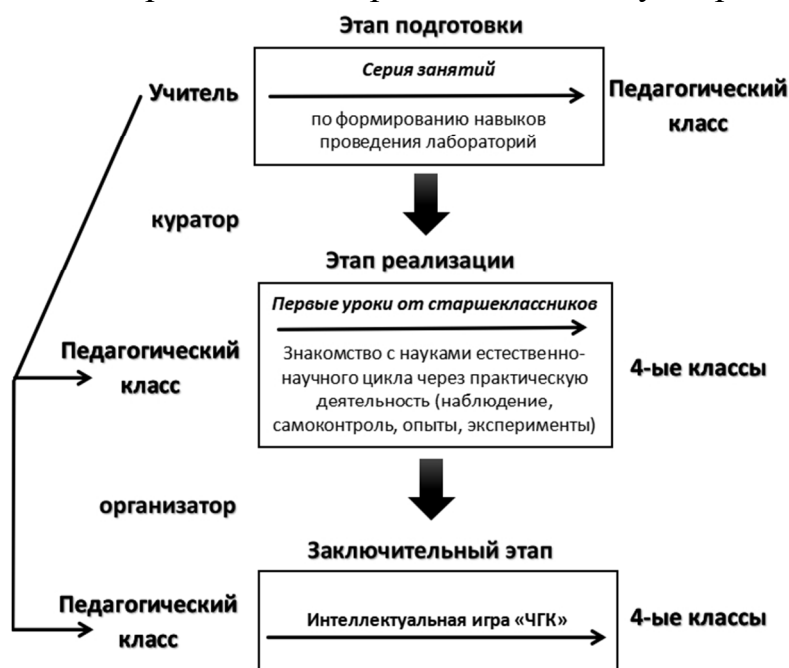 Этап подготовки
Учитель
Серия занятий
по формированию навыков
проведения лабораторий
Педагогический
класс
куратор
Этап реализации
Педагогический
класс
Первые уроки от старшеклассников
Знакомство с науками естественно-
научного цикла через практическую
деятельность (наблюдение,
самоконтроль, опыты, эксперименты)
4-ые классы
организатор
Заключительный этап
Педагогический
класс
Интеллектуальная игра «ЧГК»
4-ые классы